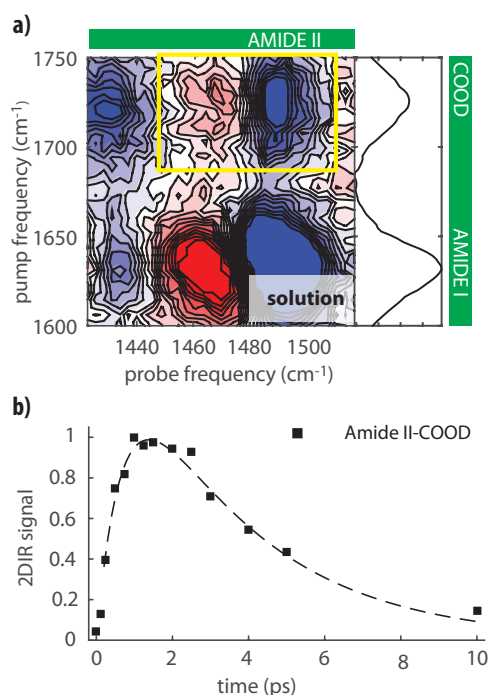 a)
AMIDE II
1750
1700
1650
1600
pump frequency (cm-1)
COOD
AMIDE I
solution
1440 1460 1480 1500
probe frequency (cm-1)
b)
1
0.8
0.6
0.4
0.2
0
2DIR signal
Amide II-COOD
0 2 4 6 8 10
time (ps)